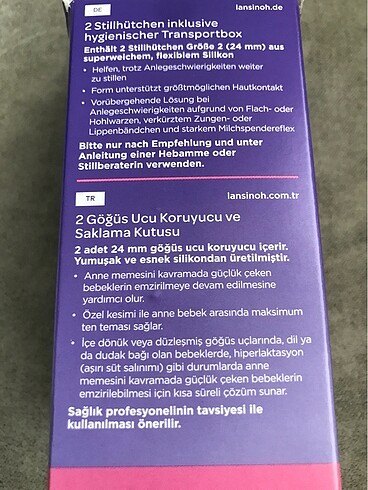 DE
lansinoh.de
2 Stillhütchen inklusive
hygienischer Transportbox
Enthält 2 Stillhütchen Größe 2 (24 mm) aus
superweichem, flexiblem Silikon
• Helfen, trotz Anlegeschwierigkeiten weiter
zu stillen
• Form unterstützt größtmöglichen Hautkontakt
• Vorübergehende Lösung bei
Anlegeschwierigkeiten aufgrund von Flach- oder
Hohlwarzen, verkürztem Zungen- oder
Lippenbändchen und starkem Milchspendereflex
Bitte nur nach Empfehlung und unter
Anleitung einer Hebamme oder
Stillberaterin verwenden.
TR
lansinoh.com.tr
2 Göğüs Ucu Koruyucu ve
Saklama Kutusu
2 adet 24 mm göğüs ucu koruyucu içerir.
Yumuşak ve esnek silikondan üretilmiştir.
• Anne memesini kavramada güçlük çeken
bebeklerin emzirilmeye devam edilmesine
yardımcı olur.
• Özel kesimi ile anne bebek arasında maksimum
ten teması sağlar.
• İçe dönük veya düzleşmiş göğüs uçlarında, dil ya
da dudak bağı olan bebeklerde, hiperlaktasyon
(aşırı süt salınımı) gibi durumlarda anne
memesini kavramada güçlük çeken bebeklerin
emzirilebilmesi için kısa süreli çözüm sunar.
Sağlık profesyonelinin tavsiyesi ile
kullanılması önerilir.